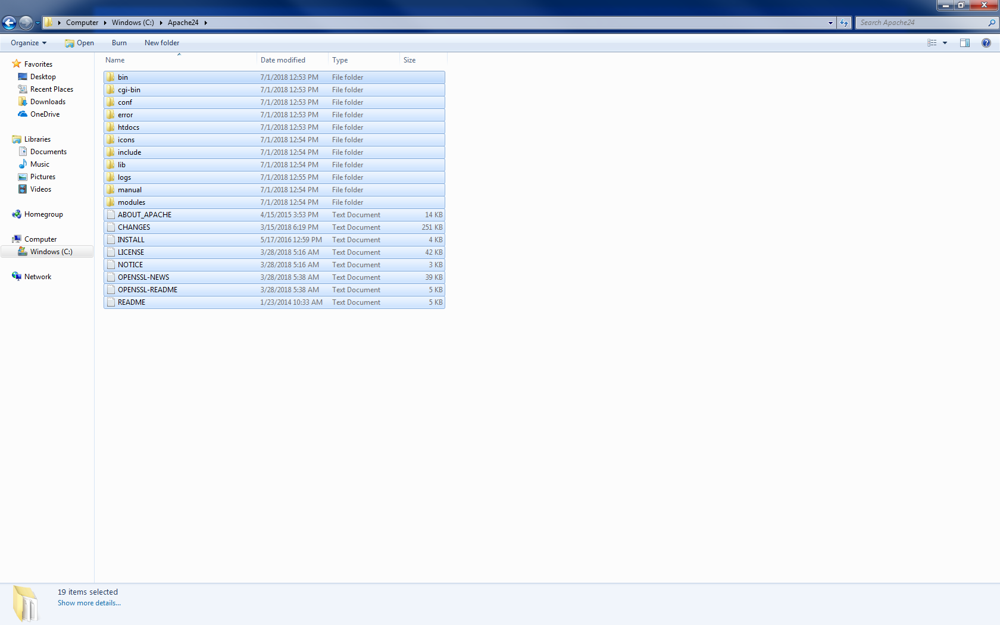 Computer Windows (C:) Apache24
Search Apache24
Organize Open Burn New folder
Name Date modified Type Size
Favorites
Desktop
Recent Places
Downloads
OneDrive
Libraries
Documents
Music
Pictures
Videos
Homegroup
Computer
Windows (C:)
Network
bin 7/1/2018 12:53 PM File folder
cgi-bin 7/1/2018 12:53 PM File folder
conf 7/1/2018 12:53 PM File folder
error 7/1/2018 12:53 PM File folder
htdocs 7/1/2018 12:53 PM File folder
icons 7/1/2018 12:54 PM File folder
include 7/1/2018 12:54 PM File folder
lib 7/1/2018 12:54 PM File folder
logs 7/1/2018 12:55 PM File folder
manual 7/1/2018 12:54 PM File folder
modules 7/1/2018 12:54 PM File folder
ABOUT_APACHE 4/15/2015 3:53 PM Text Document 14 KB
CHANGES 3/15/2018 6:19 PM Text Document 251 KB
INSTALL 5/17/2016 12:59 PM Text Document 4 KB
LICENSE 3/28/2018 5:16 AM Text Document 42 KB
NOTICE 3/28/2018 5:16 AM Text Document 3 KB
OPENSSL-NEWS 3/28/2018 5:38 AM Text Document 39 KB
OPENSSL-README 3/28/2018 5:38 AM Text Document 5 KB
README 1/23/2014 10:33 AM Text Document 5 KB
19 items selected
Show more details...